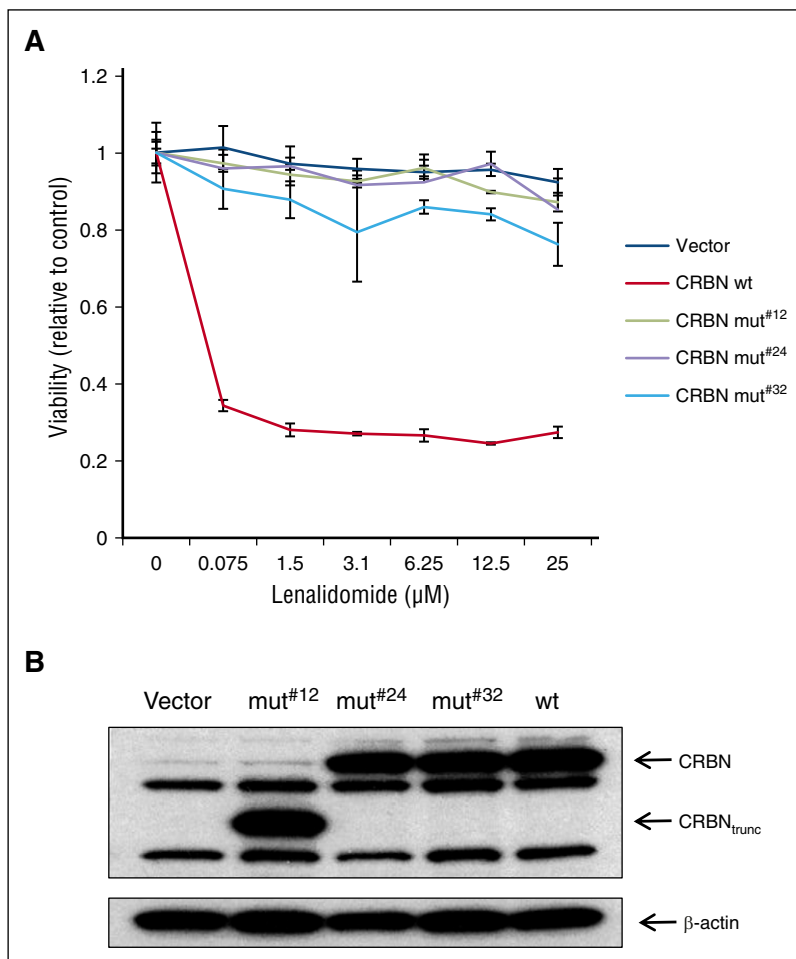 A
1.2
1
0.8
0.6
0.4
0.2
0
Viability (relative to control)
0 0.075 1.5 3.1 6.25 12.5 25
Lenalidomide (µM)
Vector
CRBN wt
CRBN mut#12
CRBN mut#24
CRBN mut#32
B
Vector mut#12 mut#24 mut#32 wt
CRBN
CRBNtrunc
β-actin